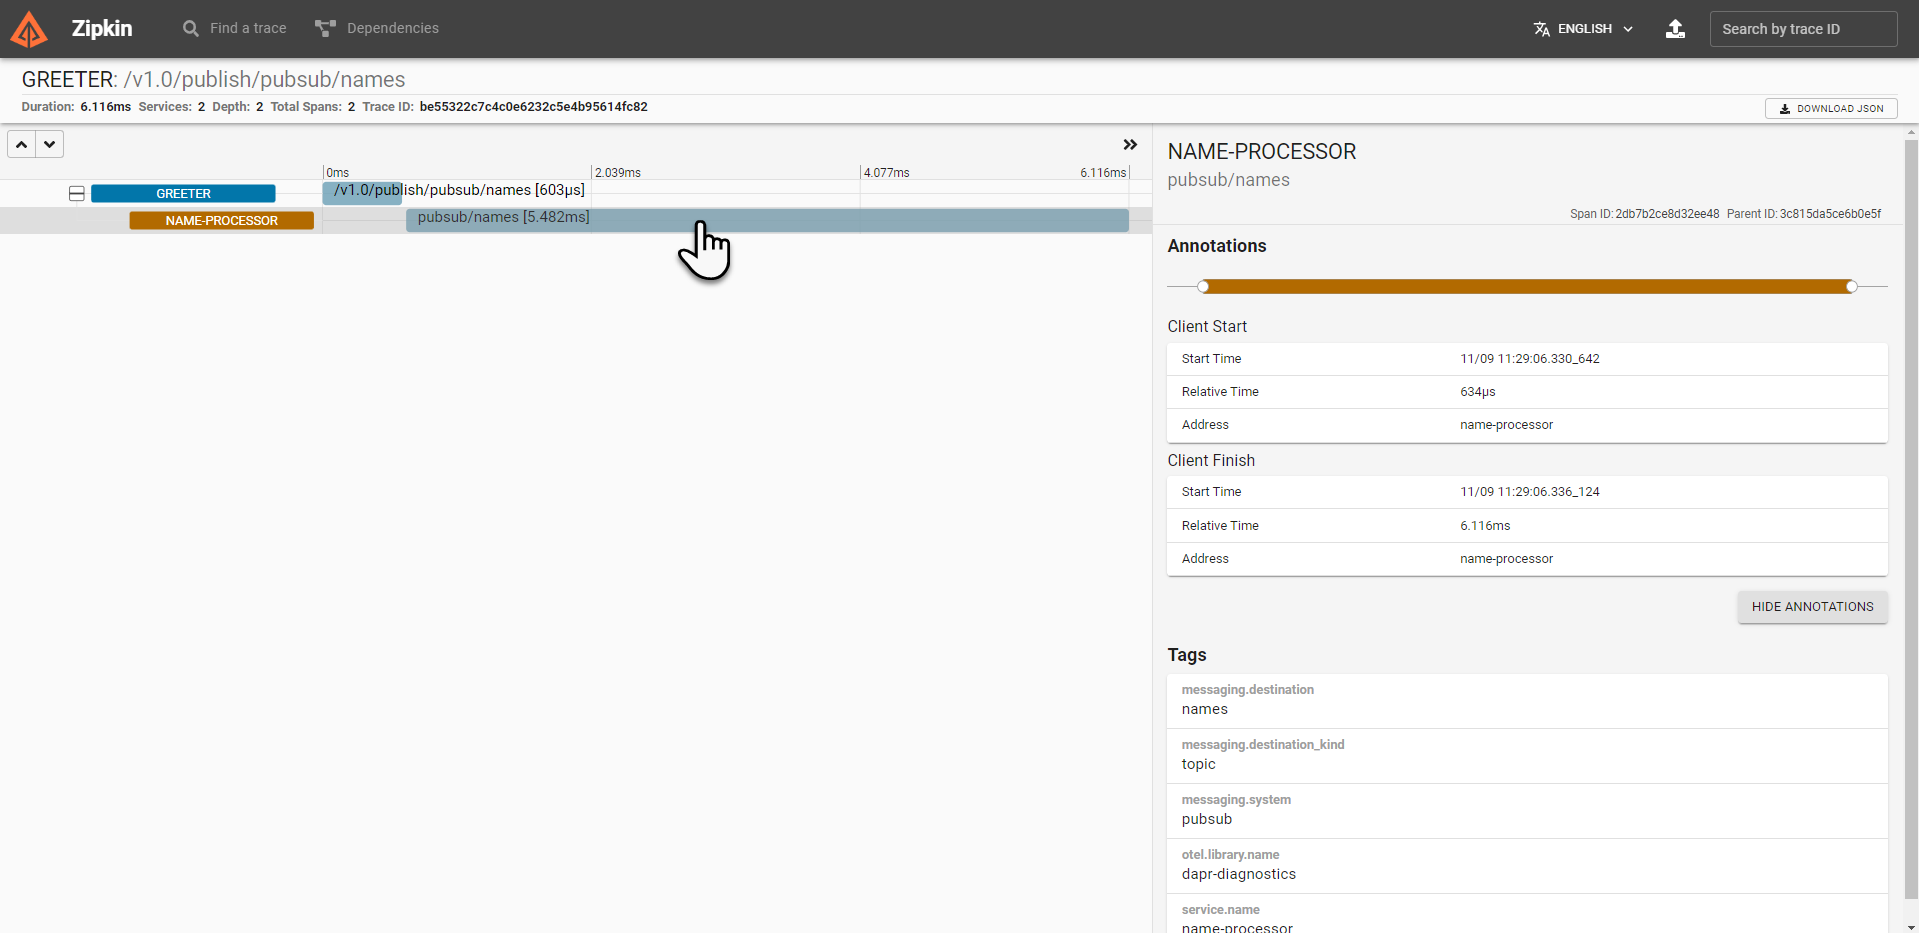 Zipkin Find a trace Dependencies ENGLISH Search by trace ID
GREETER: /v1.0/publish/pubsub/names
Duration: 6.116ms Services: 2 Depth: 2 Total Spans: 2 Trace ID: be55322c7c4c0e6232c5e4b95614fc82
DOWNLOAD JSON
0ms 2.039ms 4.077ms 6.116ms
GREETER /v1.0/publish/pubsub/names [603µs]
NAME-PROCESSOR pubsub/names [5.482ms]
NAME-PROCESSOR
pubsub/names
Span ID: 2db7b2ce8d32ee48 Parent ID: 3c815da5ce6b0e5f
Annotations
Client Start
Start Time 11/09 11:29:06.330_642
Relative Time 634µs
Address name-processor
Client Finish
Start Time 11/09 11:29:06.336_124
Relative Time 6.116ms
Address name-processor
HIDE ANNOTATIONS
Tags
messaging.destination
names
messaging.destination_kind
topic
messaging.system
pubsub
otel.library.name
dapr-diagnostics
service.name
name-processor